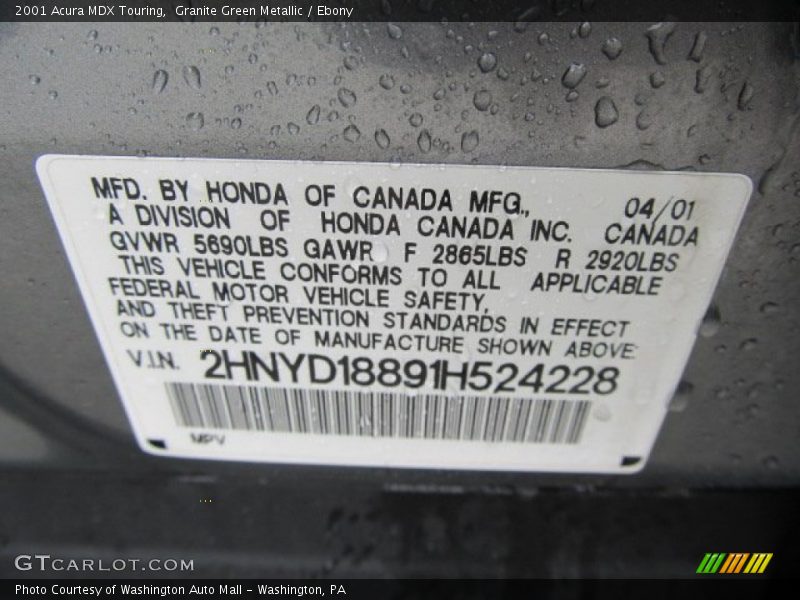 2001 Acura MDX Touring,  Granite Green Metallic / Ebony
MFD. BY HONDA OF CANADA MFG., 04/01
A DIVISION OF HONDA CANADA INC. CANADA
GVWR 5690LBS GAWR F 2865LBS R 2920LBS
THIS VEHICLE CONFORMS TO ALL APPLICABLE
FEDERAL MOTOR VEHICLE SAFETY,
AND THEFT PREVENTION STANDARDS IN EFFECT
ON THE DATE OF MANUFACTURE SHOWN ABOVE
V.I.N. 2HNYD18891H524228
MPV
GTCARLOT.COM
Photo Courtesy of Washington Auto Mall - Washington, PA